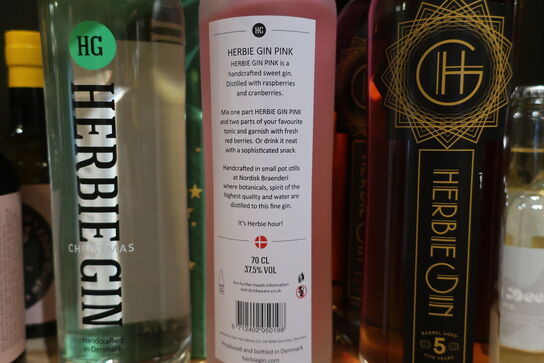 HG
HERBIE GIN
CHRISTMAS
Handcrafted
in Denmark
HG
HERBIE GIN PINK
HERBIE GIN PINK is a
handcrafted sweet gin.
Distilled with raspberries
and cranberries.
Mix one part HERBIE GIN PINK
and two parts of your favourite
tonic and garnish with fresh
red berries. Or drink it neat
with a sophisticated snack.
Handcrafted in small pot stills
at Nordisk Brænderi
where botanicals, spirit of the
highest quality and water are
distilled to this fine gin.
It's Herbie hour!
70 CL
37,5% VOL
For further health information
visit drinkaware.co.uk
5 712402 050198
Produced and bottled in Denmark
herbiegin.com
HERBIE GIN
BARREL AGED
5
FIVE YEARS